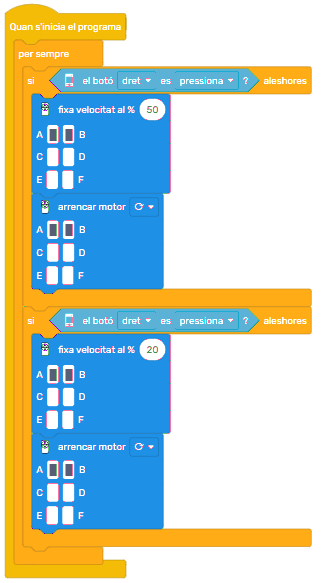 Quan s'inicia el programa
per sempre
si el botó dret es pressiona ? aleshores
fixa velocitat al % 50
A B
C D
E F
arrencar motor
A B
C D
E F
si el botó dret es pressiona ? aleshores
fixa velocitat al % 20
A B
C D
E F
arrencar motor
A B
C D
E F